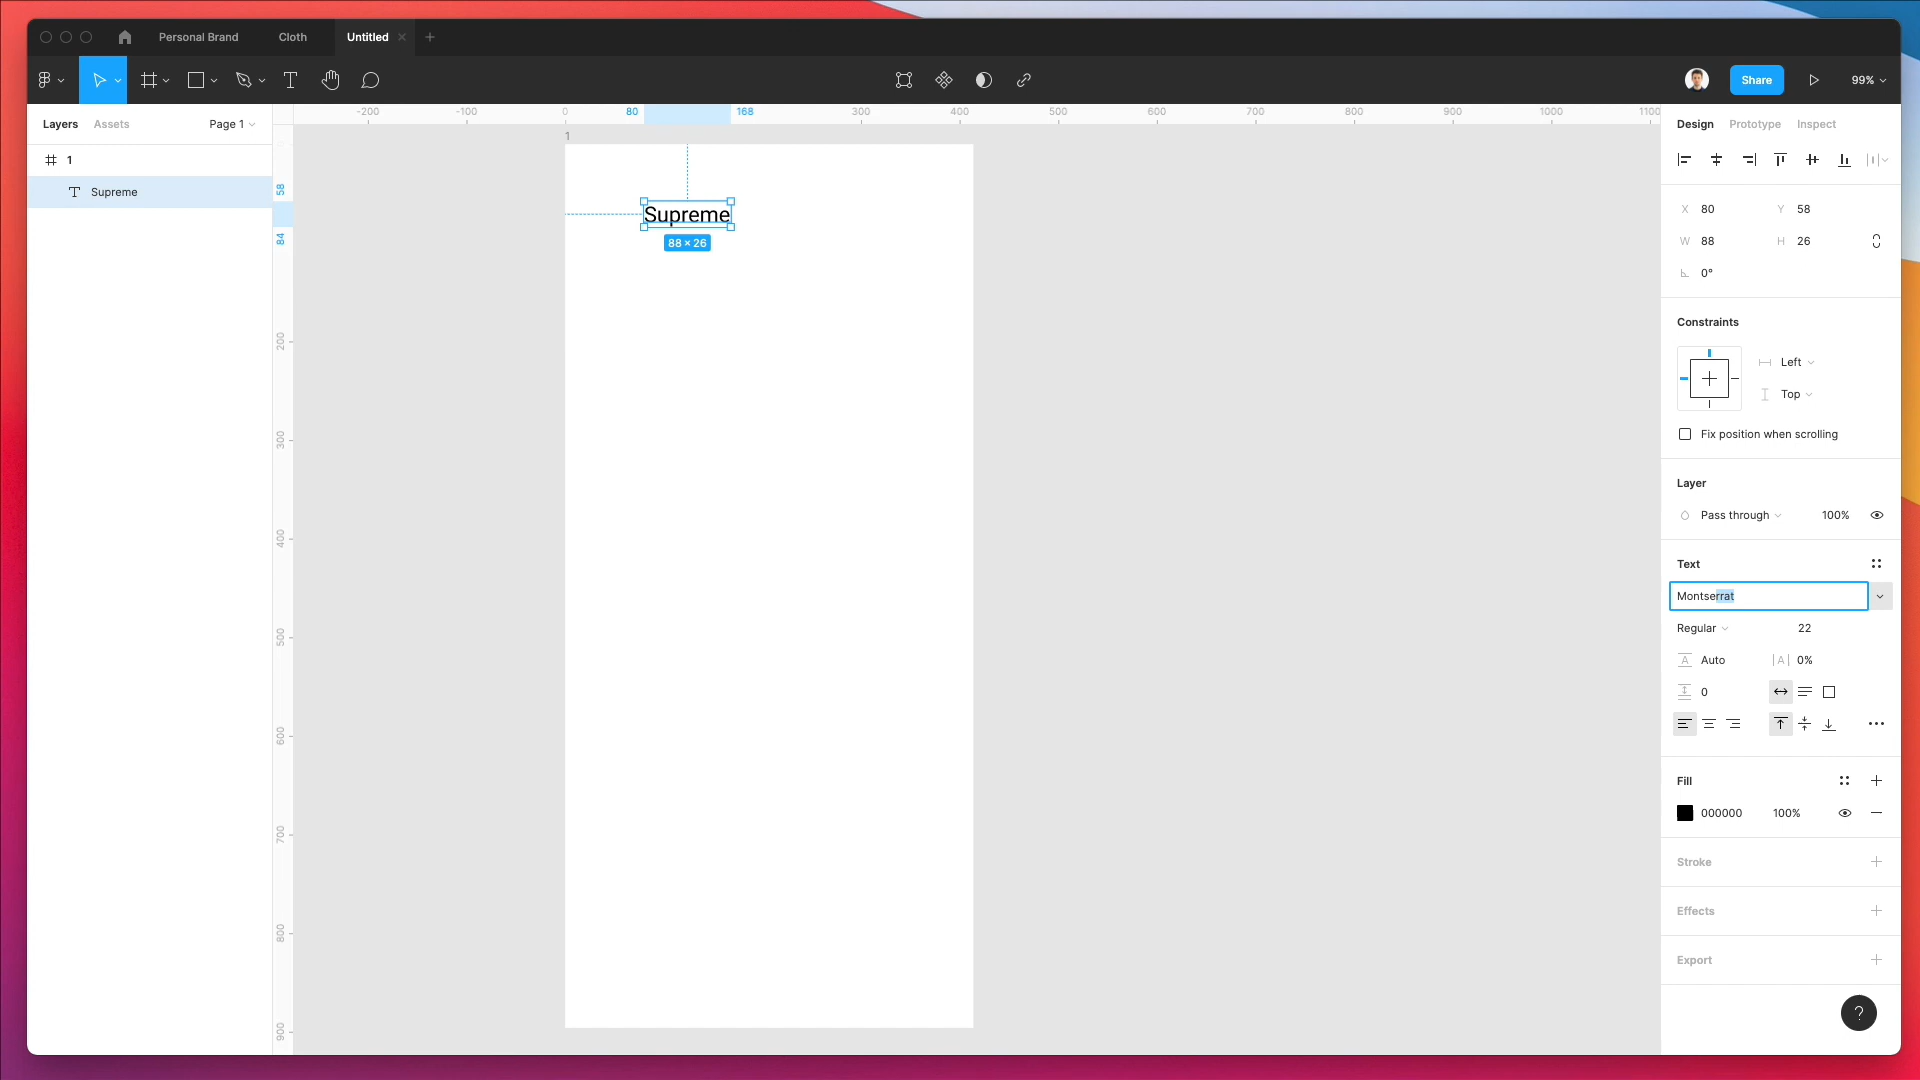 Personal Brand
Cloth
Untitled
Share
99%
Layers
Assets
Page 1
1
Supreme
-200
-100
0
80
168
300
400
500
600
700
800
900
1000
1100
58
84
200
300
400
500
600
700
800
900
1
Supreme
88 × 26
Design
Prototype
Inspect
X 80
Y 58
W 88
H 26
0°
Constraints
Left
Top
Fix position when scrolling
Layer
Pass through
100%
Text
Montserrat
Regular
22
A Auto
|A| 0%
0
Fill
000000
100%
Stroke
Effects
Export
?